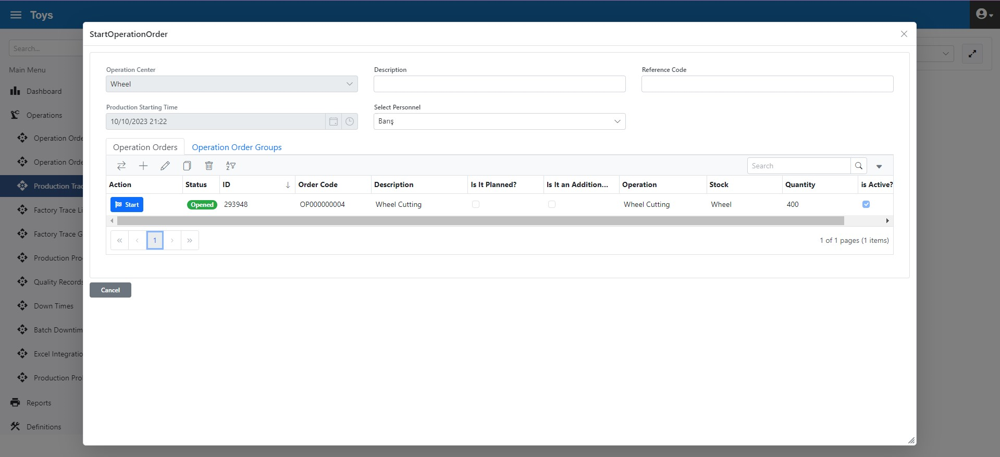 Toys
StartOperationOrder
Search...
Main Menu
Dashboard
Operations
Operation Orde
Operation Orde
Production Trac
Factory Trace Li
Factory Trace G
Production Pro
Quality Records
Down Times
Batch Downtim
Excel Integratio
Production Pro
Reports
Definitions
Operation Center
Wheel
Description
Reference Code
Production Starting Time
10/10/2023 21:22
Select Personnel
Barış
Operation Orders
Operation Order Groups
Search
Action Status ID Order Code Description Is It Planned? Is It an Addition... Operation Stock Quantity is Active?
Start Opened 293948 OP000000004 Wheel Cutting Wheel Cutting Wheel 400
« ‹ 1 › »
1 of 1 pages (1 items)
Cancel